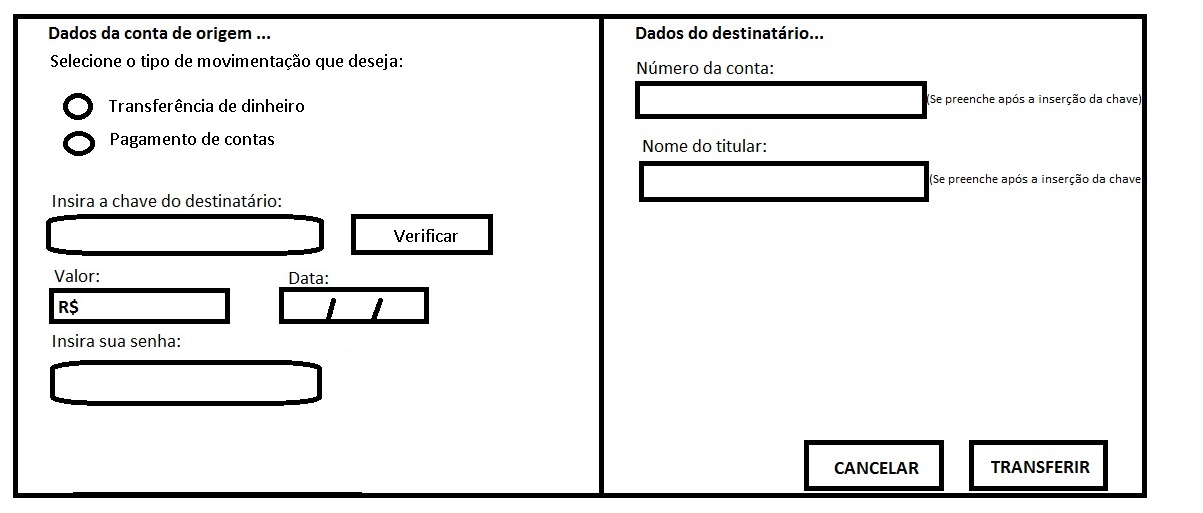 Dados da conta de origem ...
Selecione o tipo de movimentação que deseja:
Transferência de dinheiro
Pagamento de contas
Insira a chave do destinatário:
Verificar
Valor:
Data:
R$
/ /
Insira sua senha:
Dados do destinatário...
Número da conta:
(Se preenche após a inserção da chave)
Nome do titular:
(Se preenche após a inserção da chave
CANCELAR
TRANSFERIR